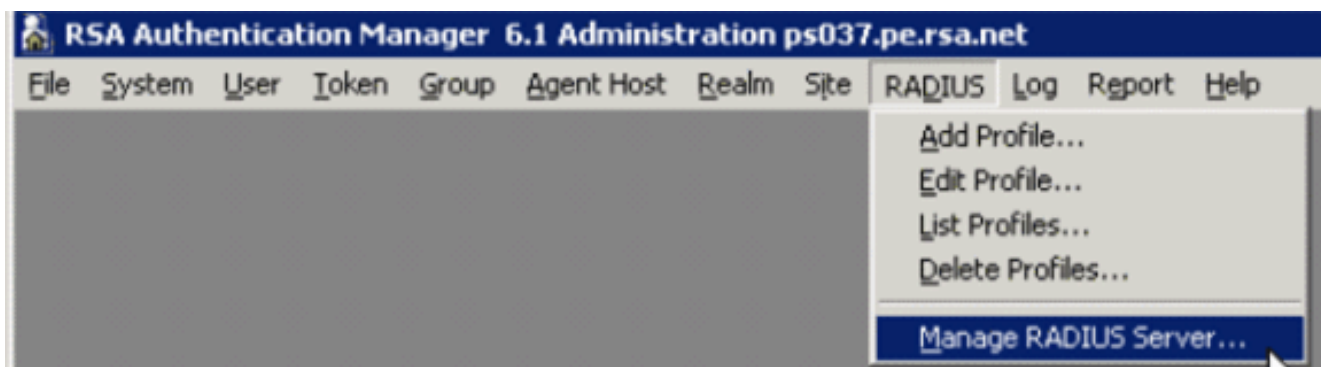 RSA Authentication Manager 6.1 Administration ps037.pe.rsa.net
File System User Token Group Agent Host Realm Site RADIUS Log Report Help
Add Profile...
Edit Profile...
List Profiles...
Delete Profiles...
Manage RADIUS Server...